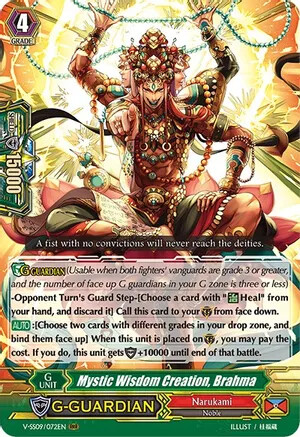 4
GRADE
15000
A fist with no convictions will never reach the deities.
G GUARDIAN (Usable when both fighters' vanguards are grade 3 or greater,
and the number of face up G guardians in your G zone is three or less)
-Opponent Turn's Guard Step-[Choose a card with "Heal" from
your hand, and discard it] Call this card to your from face down.
AUTO :[Choose two cards with different grades in your drop zone, and
bind them face up] When this unit is placed on , you may pay the
cost. If you do, this unit gets +10000 until end of that battle.
G
UNIT
Mystic Wisdom Creation, Brahma
G-GUARDIAN
Narukami
Noble
V-SS09/072EN RRR
ILLUST / 桂福蔵